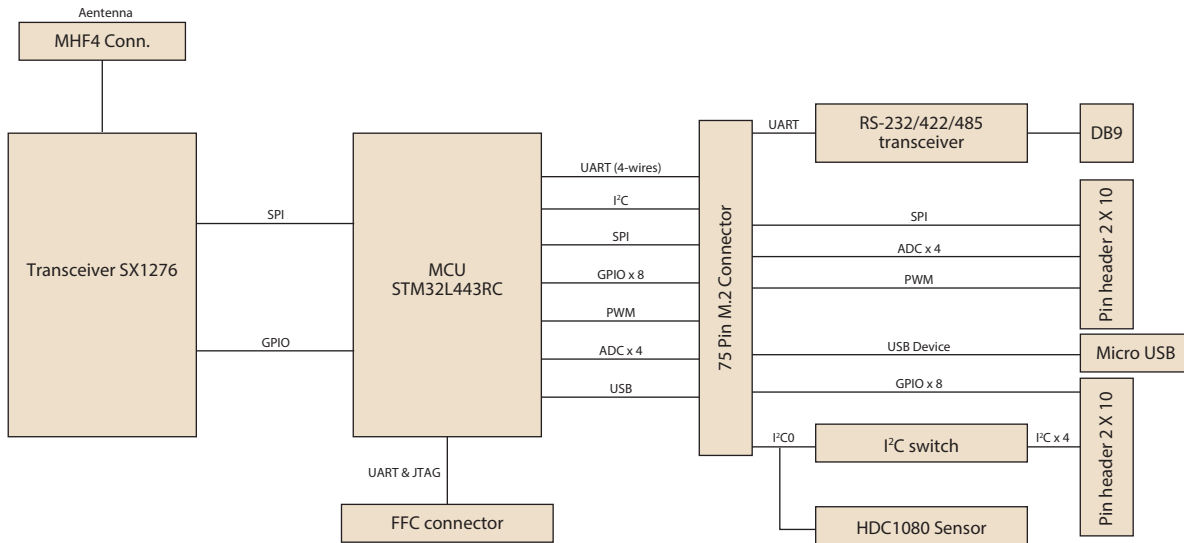 Aentenna
MHF4 Conn.
Transceiver SX1276
SPI
GPIO
MCU
STM32L443RC
UART & JTAG
FFC connector
UART (4-wires)
I²C
SPI
GPIO x 8
PWM
ADC x 4
USB
75 Pin M.2 Connector
UART
RS-232/422/485
transceiver
DB9
SPI
ADC x 4
PWM
Pin header 2 X 10
USB Device
Micro USB
GPIO x 8
I²C0
I²C switch
I²C x 4
Pin header 2 X 10
HDC1080 Sensor